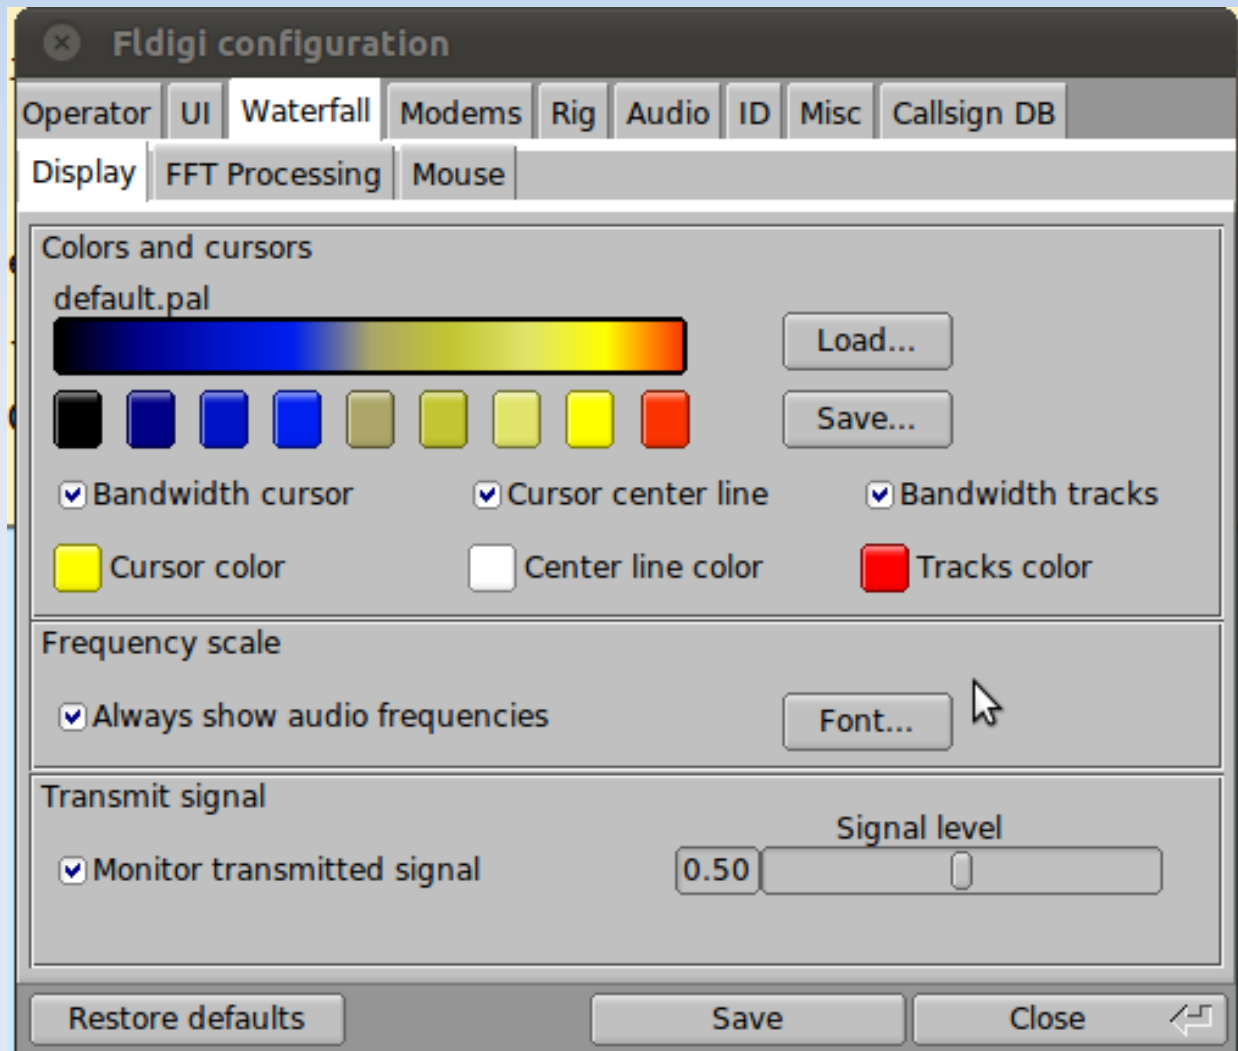 Fldigi configuration
Operator UI Waterfall Modems Rig Audio ID Misc Callsign DB
Display FFT Processing Mouse
Colors and cursors
default.pal
Load...
Save...
Bandwidth cursor Cursor center line Bandwidth tracks
Cursor color Center line color Tracks color
Frequency scale
Always show audio frequencies Font...
Transmit signal
Signal level
Monitor transmitted signal 0.50
Restore defaults Save Close